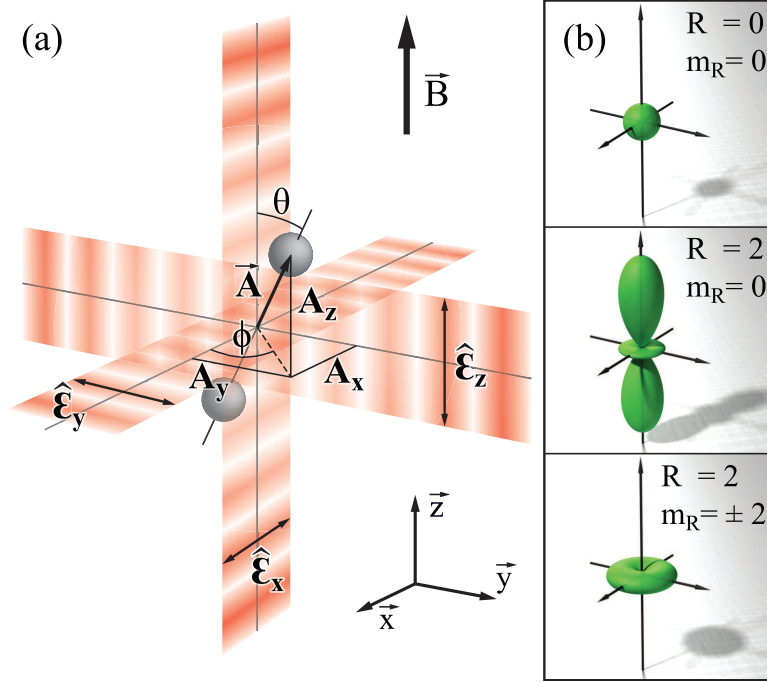 (a)
B⃗
θ
A⃗
A_z
ϕ
A_y
A_x
ε̂_z
ε̂_y
ε̂_x
z⃗
y⃗
x⃗
(b)
R = 0
m_R = 0
R = 2
m_R = 0
R = 2
m_R = ± 2